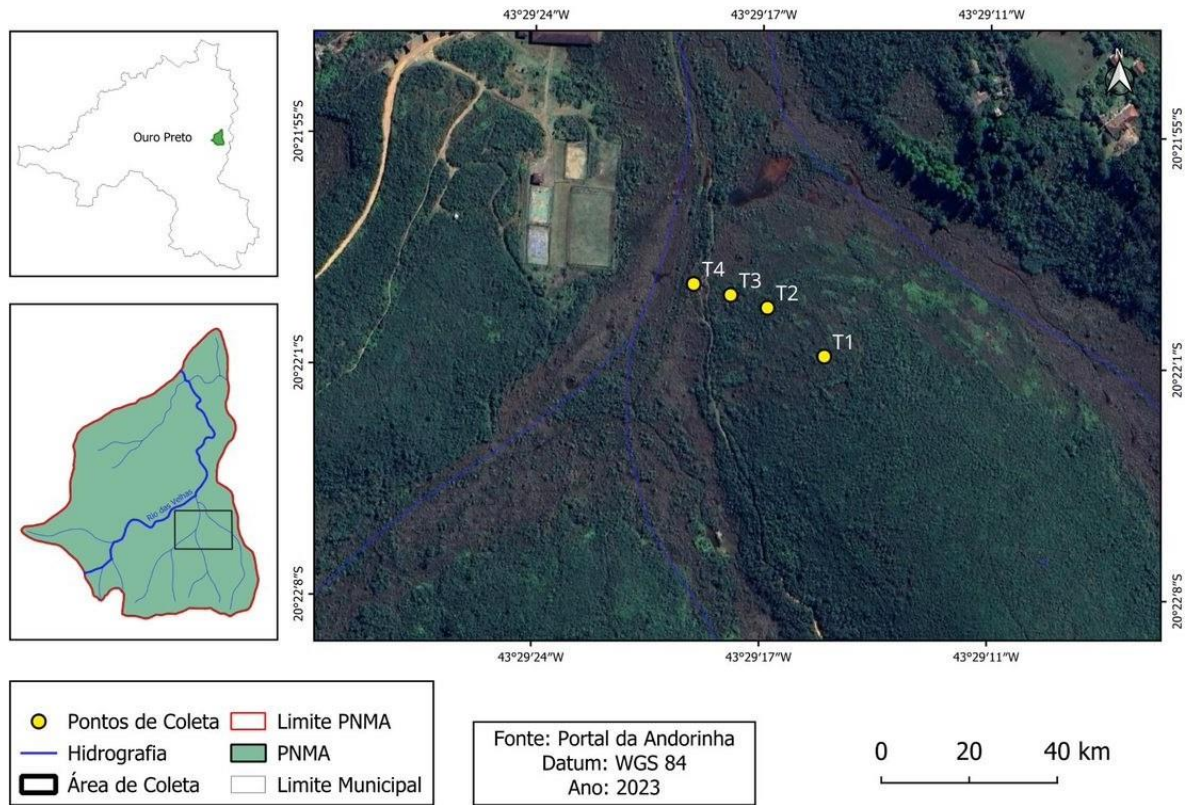 43°29'24"W
43°29'17"W
43°29'11"W
N
Ouro Preto
20°21'55"S
20°21'55"S
T4
T3
T2
T1
20°22'1"S
20°22'1"S
Rio das Velhas
20°22'8"S
20°22'8"S
43°29'24"W
43°29'17"W
43°29'11"W
Pontos de Coleta
Limite PNMA
Hidrografia
PNMA
Área de Coleta
Limite Municipal
Fonte: Portal da Andorinha
Datum: WGS 84
Ano: 2023
0 20 40 km